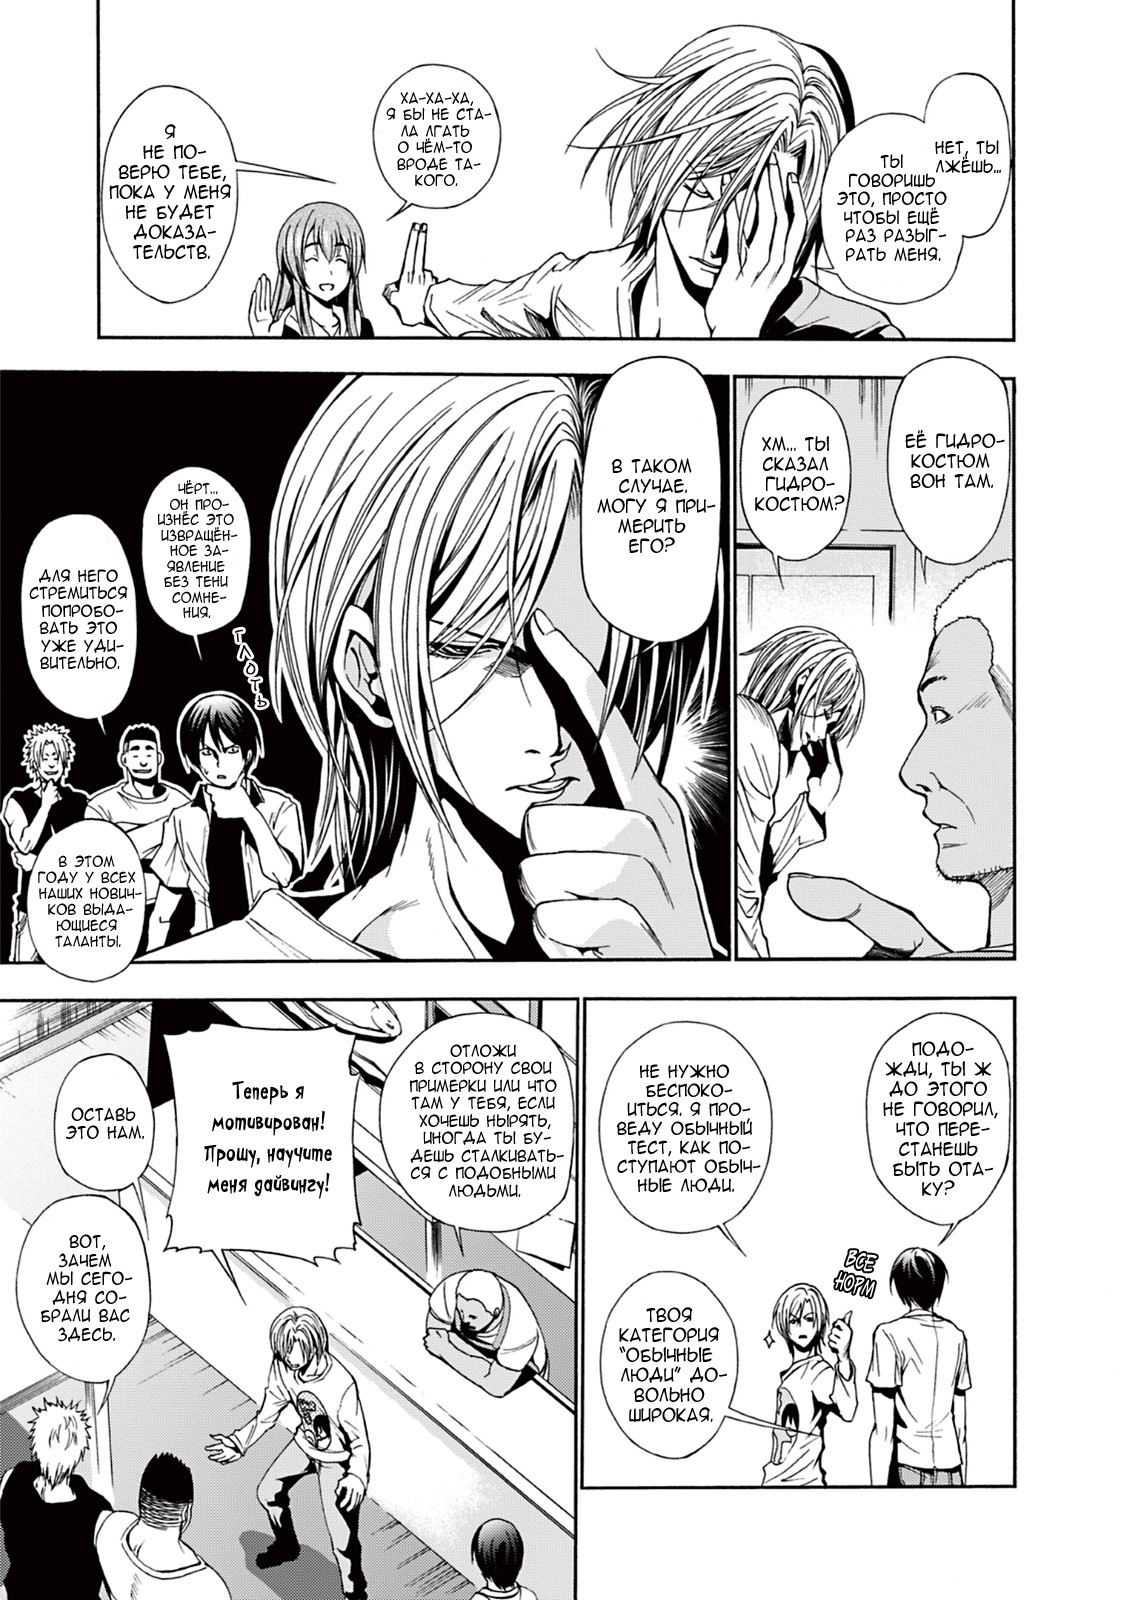 НЕТ, ТЫ
ЛЖЁШЬ...
ТЫ
ГОВОРИШЬ
ЭТО, ПРОСТО
ЧТОБЫ ЕЩЁ
РАЗ РАЗЫГ-
РАТЬ МЕНЯ.
ХА-ХА-ХА,
Я БЫ НЕ СТА-
ЛА ЛГАТЬ
О ЧЁМ-ТО
ВРОДЕ ТА-
КОГО.
Я
НЕ ПО-
ВЕРЮ ТЕБЕ,
ПОКА У МЕНЯ
НЕ БУДЕТ
ДОКАЗА-
ТЕЛЬСТВ.
ЕЁ ГИДРО-
КОСТЮМ
ВОН ТАМ.
ХМ... ТЫ
СКАЗАЛ
ГИДРО-
КОСТЮМ?
В ТАКОМ
СЛУЧАЕ.
МОГУ Я ПРИ-
МЕРИТЬ
ЕГО?
ЧЁРТ...
ОН ПРО-
ИЗНЁС ЭТО
ИЗВРАЩЁН-
НОЕ ЗА-
ЯВЛЕНИЕ
БЕЗ ТЕНИ
СОМНЕ-
НИЯ.
ГЛОТЬ
ДЛЯ НЕГО
СТРЕМИТЬСЯ
ПОПРОБО-
ВАТЬ ЭТО
УЖЕ УДИ-
ВИТЕЛЬНО.
В ЭТОМ
ГОДУ У ВСЕХ
НАШИХ НОВИЧ-
КОВ ВЫДА-
ЮЩИЕСЯ
ТАЛАНТЫ.
ПОДО-
ЖДИ, ТЫ Ж
ДО ЭТОГО
НЕ ГОВОРИЛ,
ЧТО ПЕРЕ-
СТАНЕШЬ
БЫТЬ ОТА-
КУ?
НЕ НУЖНО
БЕСПОКО-
ИТЬСЯ. Я ПРО-
ВЕДУ ОБЫЧНЫЙ
ТЕСТ, КАК ПО-
СТУПАЮТ ОБЫЧ-
НЫЕ ЛЮДИ.
ВСЕ
НОРМ
ТВОЯ
КАТЕГОРИЯ
"ОБЫЧНЫЕ
ЛЮДИ" ДО-
ВОЛЬНО
ШИРОКАЯ.
ОТЛОЖИ
В СТОРОНУ СВОИ
ПРИМЕРКИ ИЛИ ЧТО
ТАМ У ТЕБЯ, ЕСЛИ
ХОЧЕШЬ НЫРЯТЬ,
ИНОГДА ТЫ БУ-
ДЕШЬ СТАЛКИВАТЬ-
СЯ С ПОДОБНЫМИ
ЛЮДЬМИ.
Теперь я
мотивирован!
Прошу, научите
меня дайвингу!
ОСТАВЬ
ЭТО НАМ.
ВОТ,
ЗАЧЕМ
МЫ СЕГО-
ДНЯ СО-
БРАЛИ ВАС
ЗДЕСЬ.